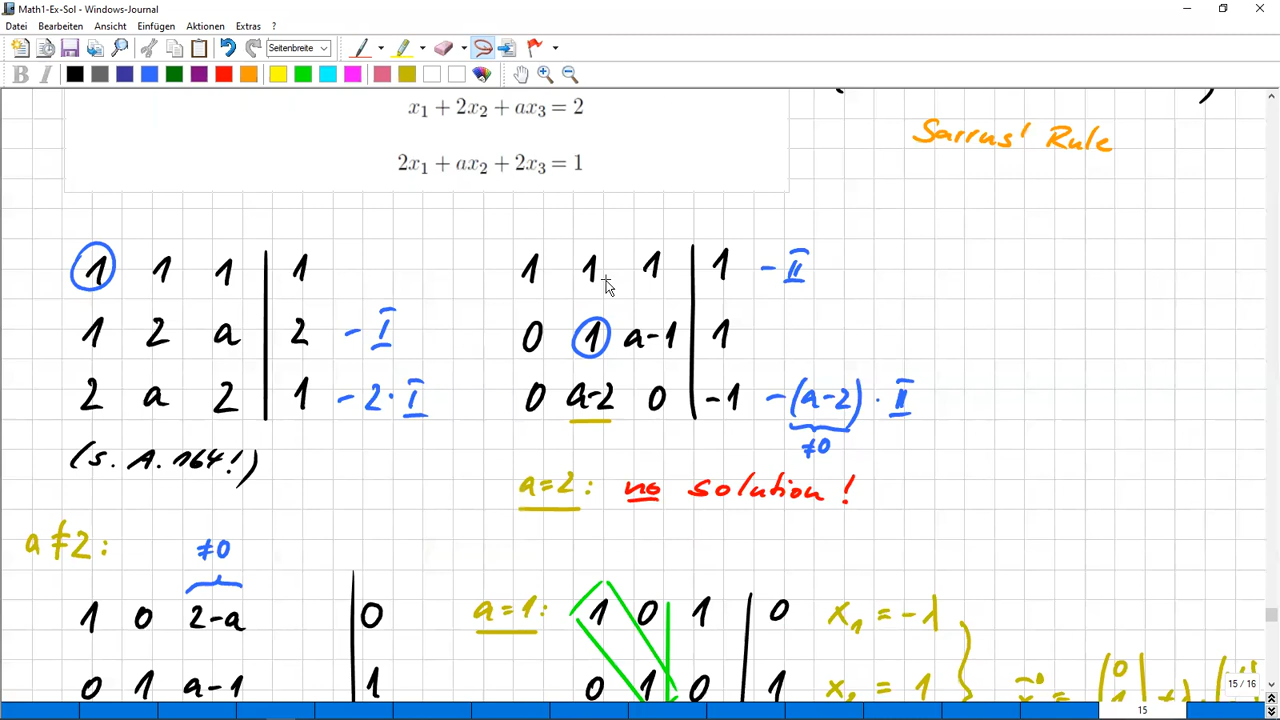 Math1-Ex-Sol - Windows-Journal
Datei Bearbeiten Ansicht Einfügen Aktionen Extras ?
Seitenbreite
B I
x₁ + 2x₂ + ax₃ = 2
Sarrus' Rule
2x₁ + ax₂ + 2x₃ = 1
1 1 1 | 1
1 2 a | 2 - I
2 a 2 | 1 - 2 · I
(s. A. 164!)
1 1 1 | 1 - II
0 1 a-1 | 1
0 a-2 0 | -1 -(a-2) · II
≠0
a=2: no solution!
a≠2:
≠0
1 0 2-a | 0
0 1 a-1 | 1
a=1: 1 0 1 | 0 x₁ = -λ
0 1 0 | 1 = 1
15 / 16
15